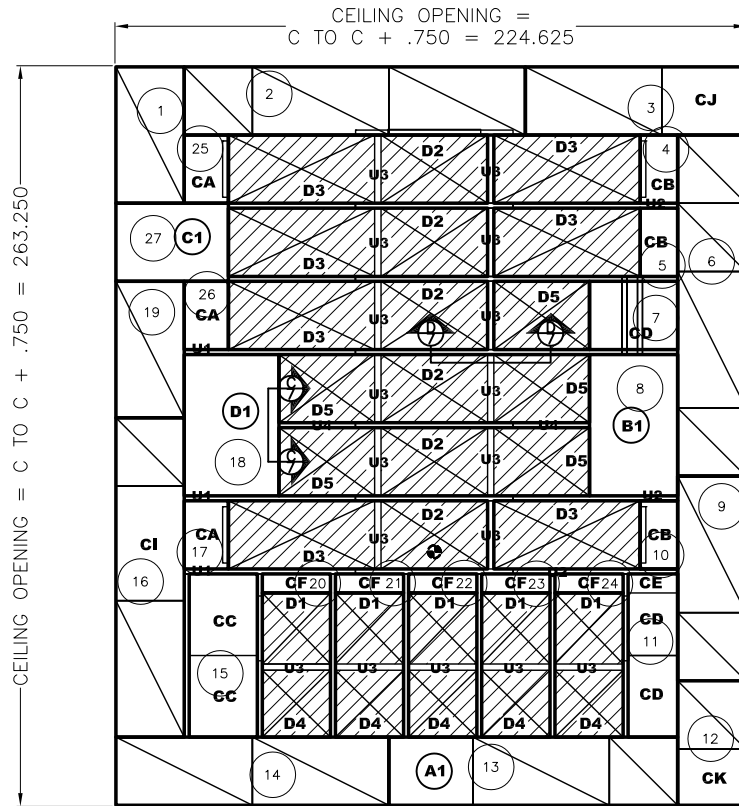 CEILING OPENING =
C TO C + .750 = 224.625
CEILING OPENING = C TO C + .750 = 263.250
1
2
3
CJ
25
CA
D3
U3
D2
U3
D3
4
CB
U2
27
C1
D3
U3
D2
U3
D3
CB
5
6
26
CA
U1
D3
U3
D2
D
7
U3
D5
D
7
CD
7
19
C
7
D5
U3
D2
D5
8
D1
B1
18
C
7
D5
U3
D2
D5
U1
U2
9
CI
16
CA
17
D3
U3
D2
U3
D3
CB
10
CF 20
CF 21
CF 22
CF 23
CF 24
CE
CC
D1
D1
D1
D1
D1
CD
11
15
CC
U3
U3
U3
U3
U3
CD
D4
D4
D4
D4
D4
12
CK
14
A1
13